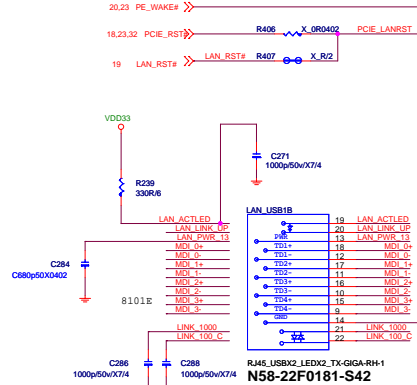 20,23 PE_WAKE#
R406 X_0R0402
18,23,32 PCIE_RST# PCIE_LANRST
R407 X_R/2
19 LAN_RST# LAN_RST#
VDD33
C271
1000p/50v/X7/4
R239
330R/6
LAN_USB1B
LAN_ACTLED 19 LAN_ACTLED
LAN_LINK_UP 20 LAN_LINK_UP
LAN_PWR_13 PWR 13 LAN_PWR_13
MDI_0+ TD1+ 18 MDI_0+
MDI_0- TD1- 12 MDI_0-
C284 MDI_1+ TD2+ 17 MDI_1+
C680p50X0402 MDI_1- TD2- 11 MDI_1-
MDI_2+ TD3+ 16 MDI_2+
MDI_2- TD3- 10 MDI_2-
8101E MDI_3+ TD4+ 15 MDI_3+
MDI_3- TD4- 9 MDI_3-
GND 14
LINK_1000 21 LINK_1000
LINK_100_C 22 LINK_100_C
C286 C288 RJ45_USBX2_LEDX2_TX-GIGA-RH-1
1000p/50v/X7/4 1000p/50v/X7/4 N58-22F0181-S42